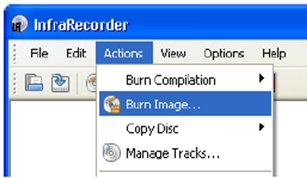 InfraRecorder
File Edit Actions View Options Help
Burn Compilation
Burn Image...
Copy Disc
Manage Tracks...